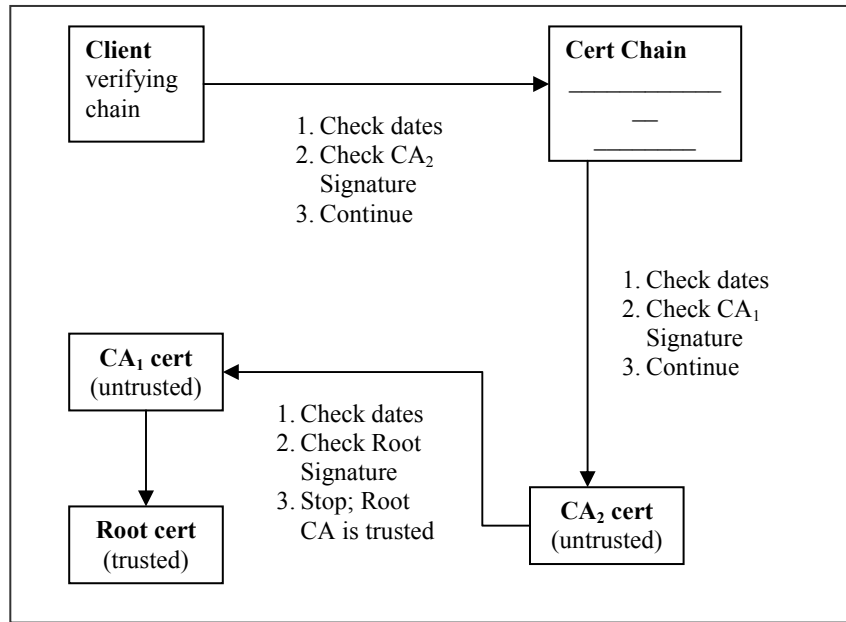 Client
verifying
chain
Cert Chain
1. Check dates
2. Check CA₂
Signature
3. Continue
1. Check dates
2. Check CA₁
Signature
3. Continue
CA₁ cert
(untrusted)
1. Check dates
2. Check Root
Signature
3. Stop; Root
CA is trusted
Root cert
(trusted)
CA₂ cert
(untrusted)